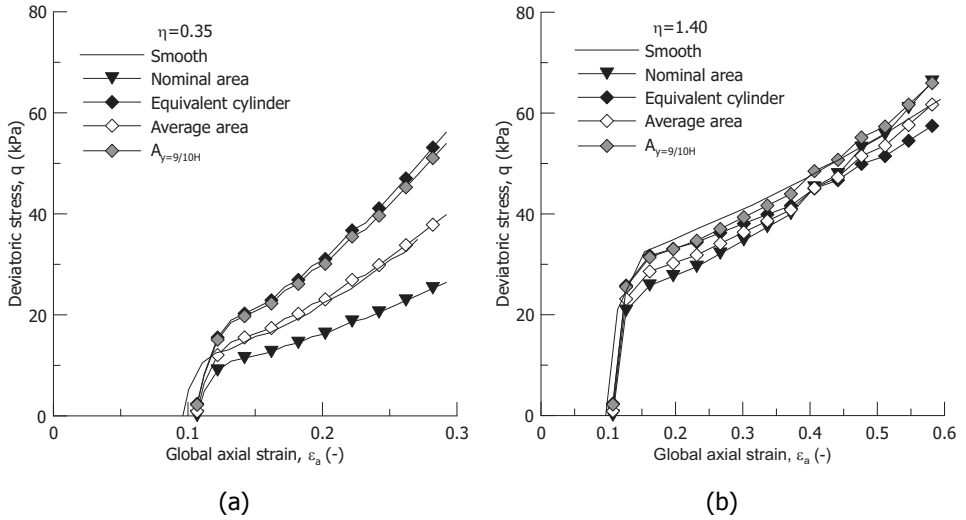 80
60
40
20
0
Deviatoric stress, q (kPa)
η=0.35
Smooth
Nominal area
Equivalent cylinder
Average area
A_{y=9/10H}
0
0.1
0.2
0.3
Global axial strain, ε_a (-)
(a)
80
60
40
20
0
Deviatoric stress, q (kPa)
η=1.40
Smooth
Nominal area
Equivalent cylinder
Average area
A_{y=9/10H}
0
0.1
0.2
0.3
0.4
0.5
0.6
Global axial strain, ε_a (-)
(b)